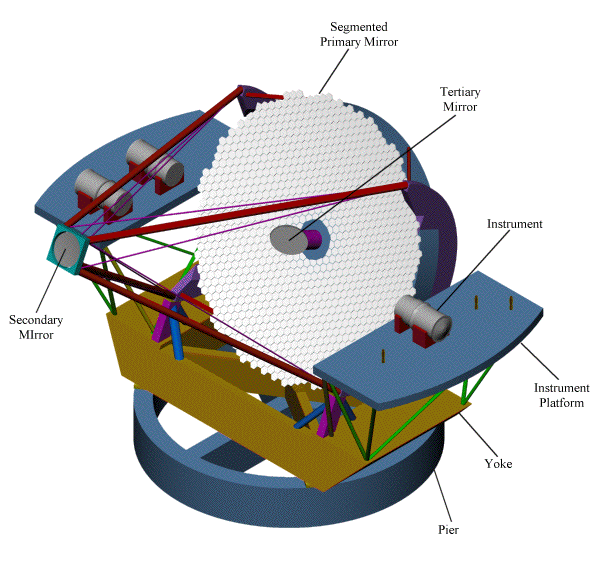 Segmented
Primary Mirror
Tertiary
Mirror
Instrument
Secondary
MIrror
Instrument
Platform
Yoke
Pier